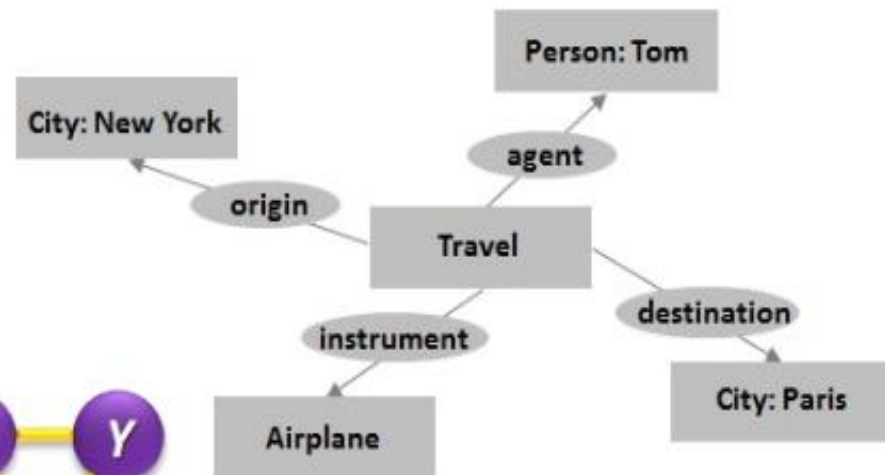 Person: Tom
City: New York
agent
origin
Travel
destination
instrument
City: Paris
Airplane
Y